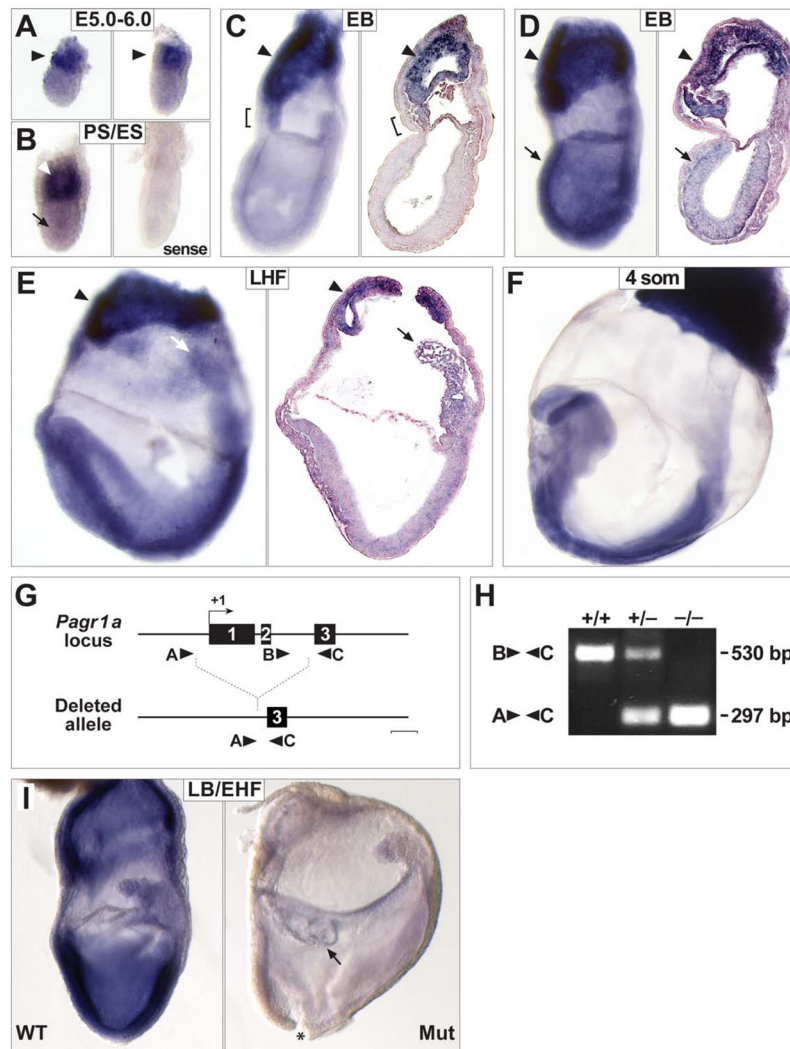 A E5.0-6.0
B PS/ES
sense
C EB
D EB
E LHF
F 4 som
G
+1
Pagr1a locus
1 2 3
A B C
Deleted allele
3
A C
H
+/+ +/– –/–
B C 530 bp
A C 297 bp
I LB/EHF
WT
*
Mut